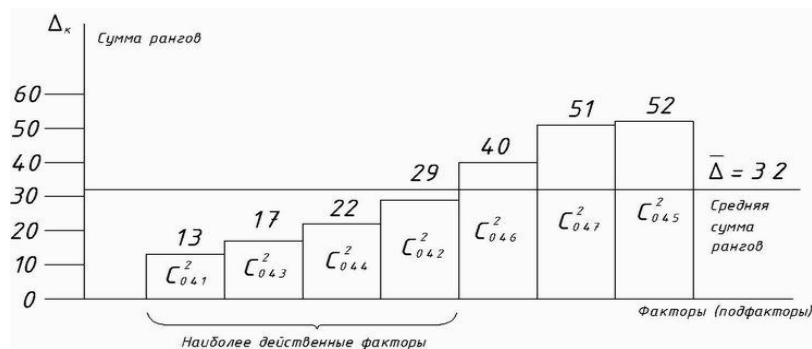 Δк
Сумма рангов
60
50
40
30
20
10
0
13
17
22
29
40
51
52
C²₀₄₁
C²₀₄₃
C²₀₄₄
C²₀₄₂
C²₀₄₆
C²₀₄₇
C²₀₄₅
Δ̅ = 32
Средняя
сумма
рангов
Факторы (подфакторы)
Наиболее действенные факторы